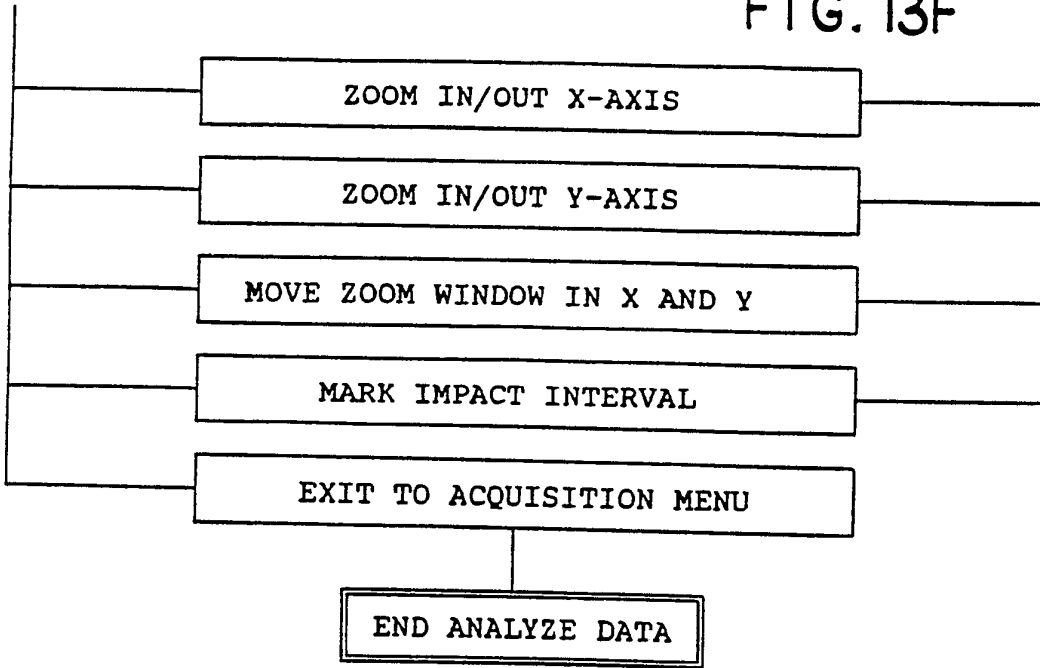 FIG. 13F
ZOOM IN/OUT X-AXIS
ZOOM IN/OUT Y-AXIS
MOVE ZOOM WINDOW IN X AND Y
MARK IMPACT INTERVAL
EXIT TO ACQUISITION MENU
END ANALYZE DATA